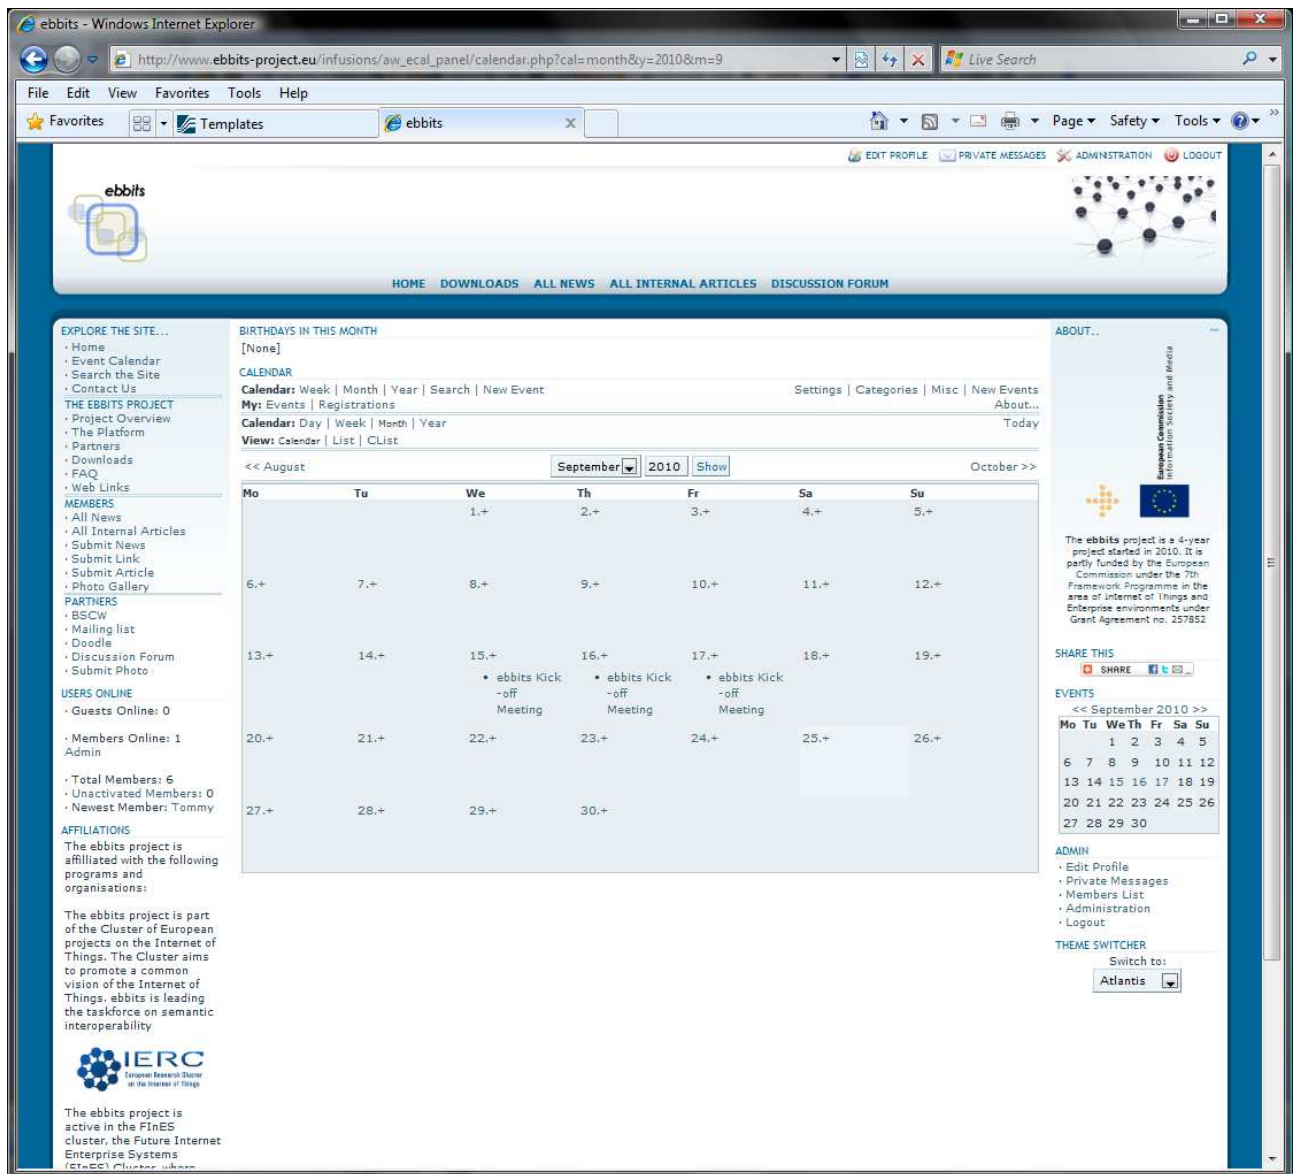 ebbits - Windows Internet Explorer
http://www.ebbits-project.eu/infusions/aw_ecal_panel/calendar.php?cal=month&y=2010&m=9
Live Search
File Edit View Favorites Tools Help
Favorites Templates ebbits Page Safety Tools
EDIT PROFILE PRIVATE MESSAGES ADMINISTRATION LOGOUT
ebbits
HOME DOWNLOADS ALL NEWS ALL INTERNAL ARTICLES DISCUSSION FORUM
EXPLORE THE SITE...
· Home
· Event Calendar
· Search the Site
· Contact Us
THE EBBITS PROJECT
· Project Overview
· The Platform
· Partners
· Downloads
· FAQ
· Web Links
MEMBERS
· All News
· All Internal Articles
· Submit News
· Submit Link
· Submit Article
· Photo Gallery
PARTNERS
· BSCW
· Mailing list
· Doodle
· Discussion Forum
· Submit Photo
USERS ONLINE
· Guests Online: 0
· Members Online: 1
Admin
· Total Members: 6
· Unactivated Members: 0
· Newest Member: Tommy
AFFILIATIONS
The ebbits project is
affilliated with the following
programs and
organisations:
The ebbits project is part
of the Cluster of European
projects on the Internet of
Things. The Cluster aims
to promote a common
vision of the Internet of
Things. ebbits is leading
the taskforce on semantic
interoperability
IERC
European Research Cluster
on the Internet of Things
The ebbits project is
active in the FInES
cluster, the Future Internet
Enterprise Systems
(FInES) Cluster, where
BIRTHDAYS IN THIS MONTH
[None]
CALENDAR
Calendar: Week | Month | Year | Search | New Event Settings | Categories | Misc | New Events
My: Events | Registrations About...
Calendar: Day | Week | Month | Year Today
View: Calendar | List | CList
<< August September 2010 Show October >>
Mo Tu We Th Fr Sa Su
1.+ 2.+ 3.+ 4.+ 5.+
6.+ 7.+ 8.+ 9.+ 10.+ 11.+ 12.+
13.+ 14.+ 15.+ 16.+ 17.+ 18.+ 19.+
• ebbits Kick • ebbits Kick • ebbits Kick
-off -off -off
Meeting Meeting Meeting
20.+ 21.+ 22.+ 23.+ 24.+ 25.+ 26.+
27.+ 28.+ 29.+ 30.+
ABOUT..
European Commission
Information Society and Media
The ebbits project is a 4-year
project started in 2010. It is
partly funded by the European
Commission under the 7th
Framework Programme in the
area of Internet of Things and
Enterprise environments under
Grant Agreement no. 257852
SHARE THIS
SHARE
EVENTS
<< September 2010 >>
Mo Tu We Th Fr Sa Su
1 2 3 4 5
6 7 8 9 10 11 12
13 14 15 16 17 18 19
20 21 22 23 24 25 26
27 28 29 30
ADMIN
· Edit Profile
· Private Messages
· Members List
· Administration
· Logout
THEME SWITCHER
Switch to:
Atlantis